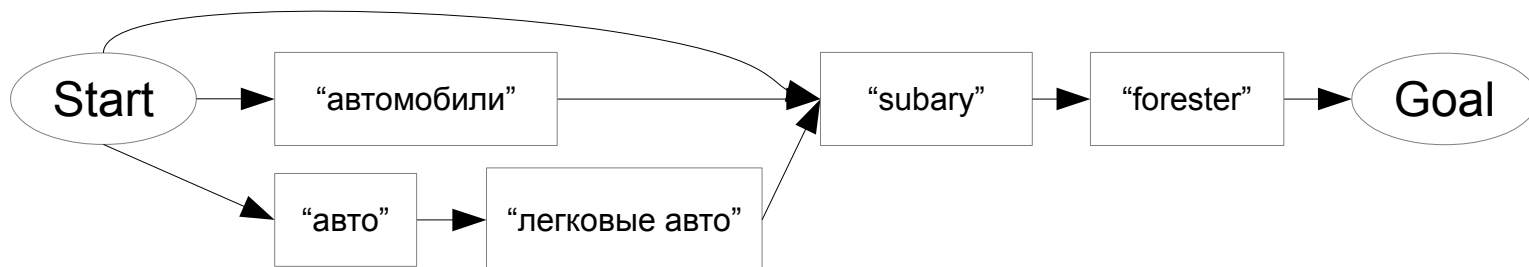 Start
“автомобили”
“subary”
“forester”
Goal
“авто”
“легковые авто”